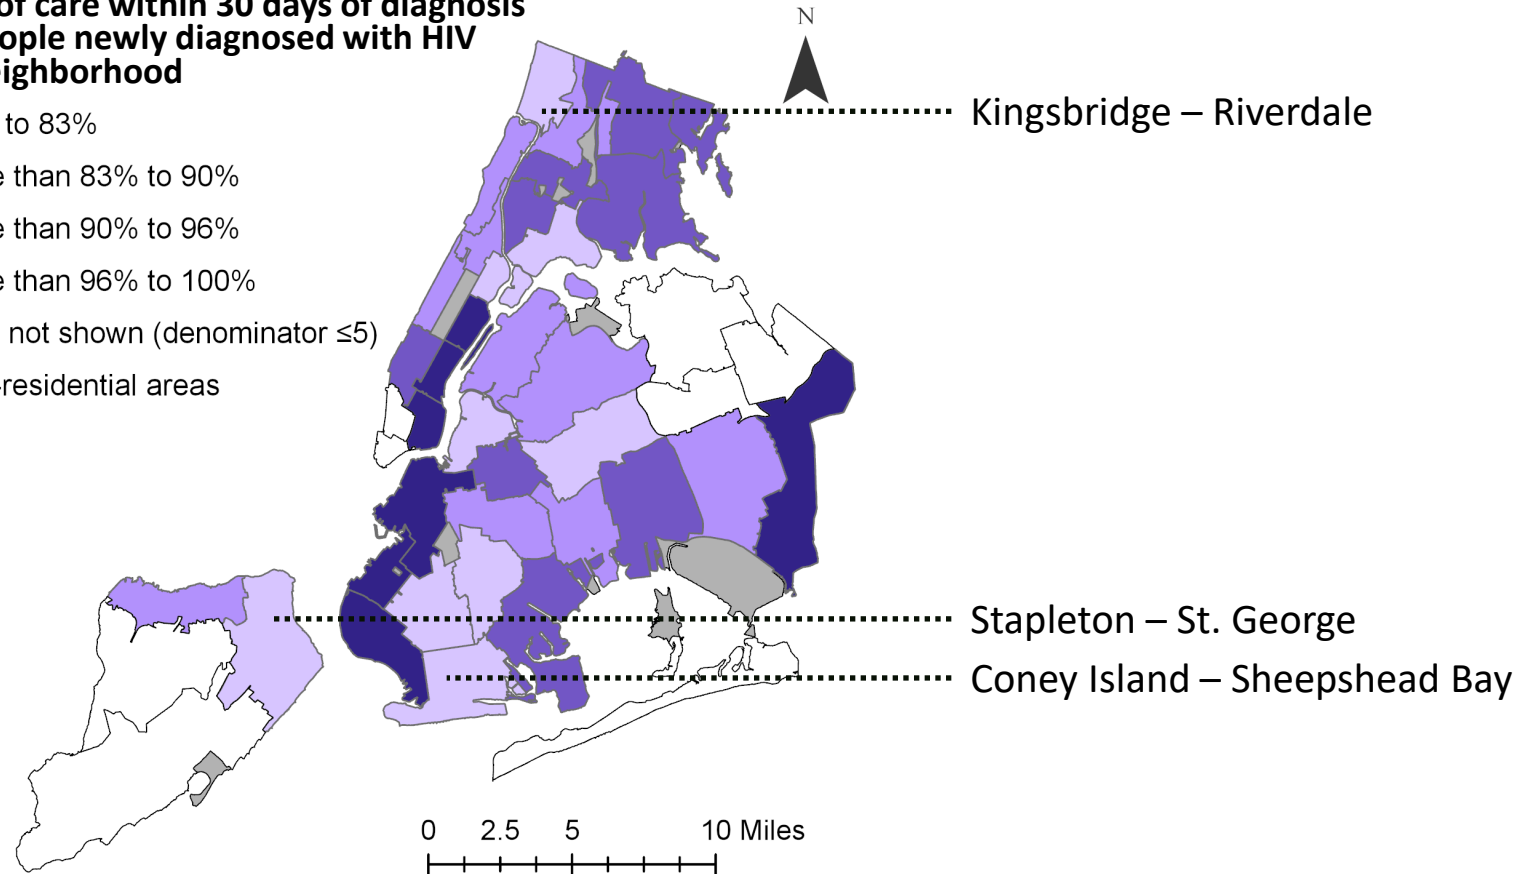 of care within 30 days of diagnosis
ople newly diagnosed with HIV
eighborhood
to 83%
e than 83% to 90%
e than 90% to 96%
e than 96% to 100%
not shown (denominator ≤5)
-residential areas
N
Kingsbridge – Riverdale
Stapleton – St. George
Coney Island – Sheepshead Bay
0 2.5 5 10 Miles